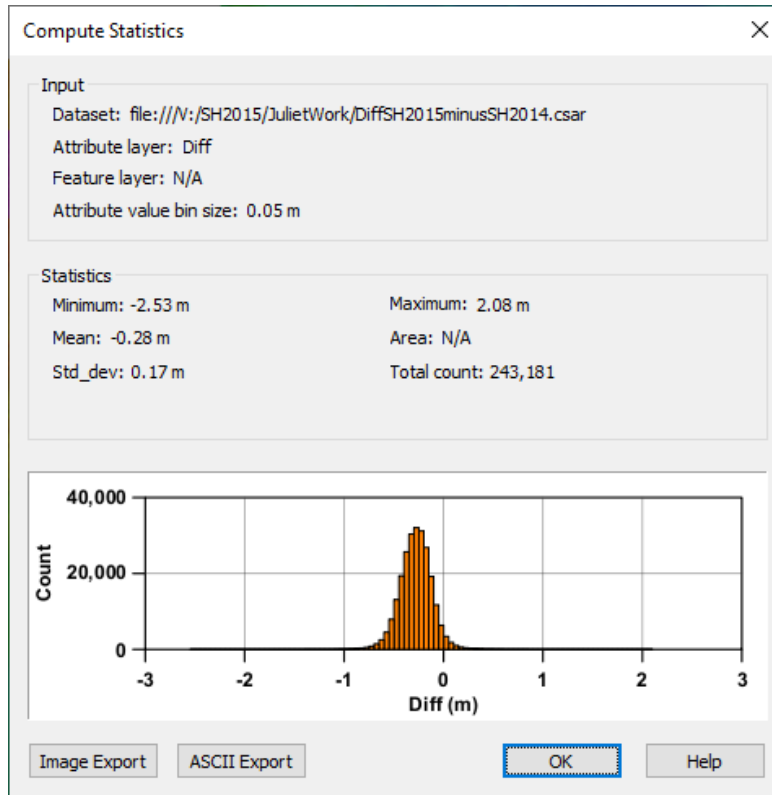 Compute Statistics
Input
Dataset: file:///V:/SH2015/JulietWork/DiffSH2015minusSH2014.csar
Attribute layer: Diff
Feature layer: N/A
Attribute value bin size: 0.05 m
Statistics
Minimum: -2.53 m Maximum: 2.08 m
Mean: -0.28 m Area: N/A
Std_dev: 0.17 m Total count: 243,181
40,000
20,000
0
Count
-3 -2 -1 0 1 2 3
Diff (m)
Image Export ASCII Export OK Help